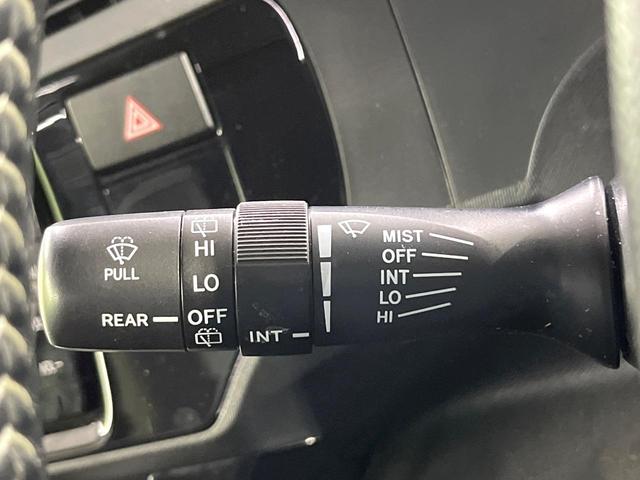 PULL
REAR
HI
LO
OFF
INT
MIST
OFF
INT
LO
HI